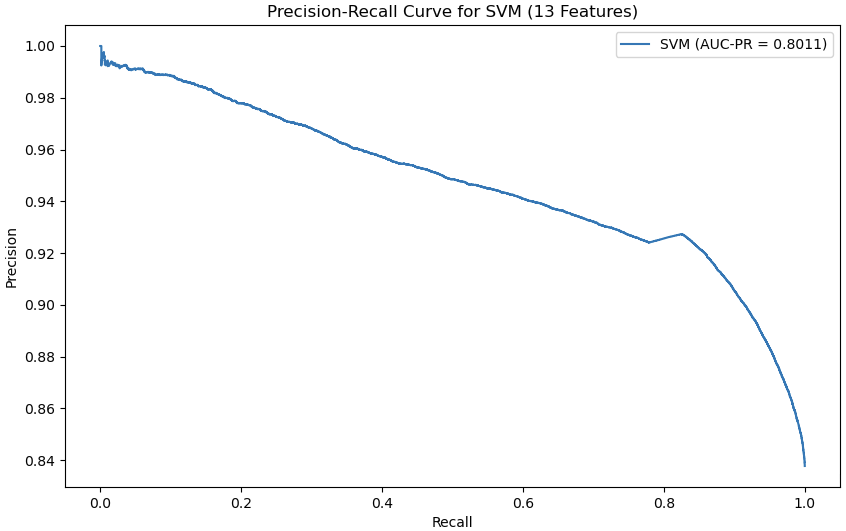 Precision-Recall Curve for SVM (13 Features)
SVM (AUC-PR = 0.8011)
1.00
0.98
0.96
0.94
0.92
0.90
0.88
0.86
0.84
Precision
0.0 0.2 0.4 0.6 0.8 1.0
Recall